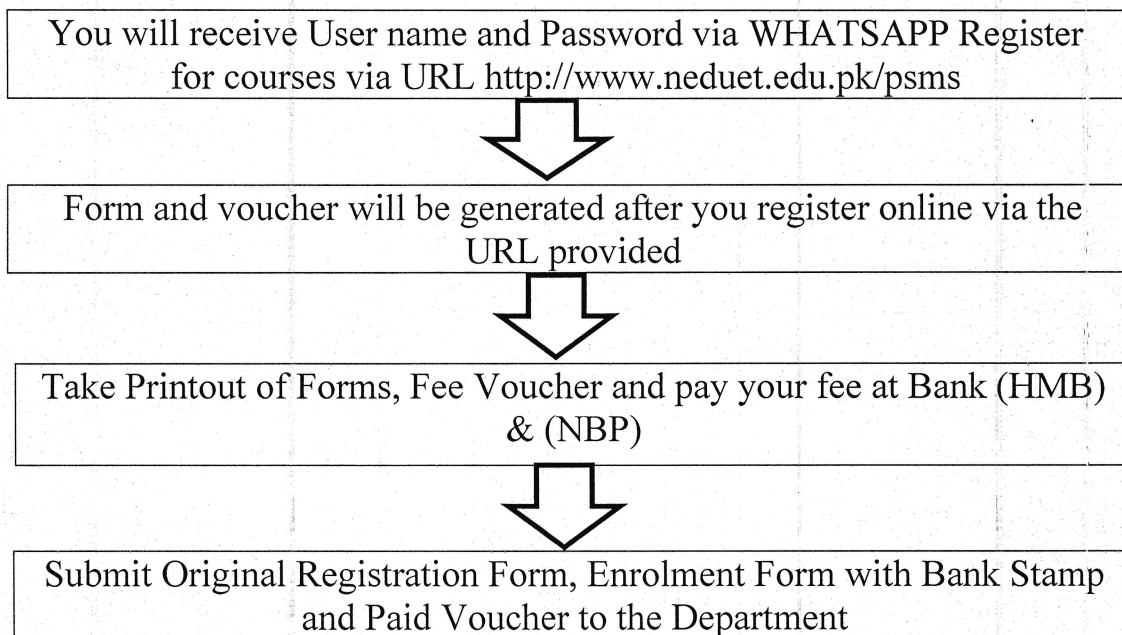 You will receive User name and Password via WHATSAPP Register
for courses via URL http://www.neduet.edu.pk/psms
Form and voucher will be generated after you register online via the
URL provided
Take Printout of Forms, Fee Voucher and pay your fee at Bank (HMB)
& (NBP)
Submit Original Registration Form, Enrolment Form with Bank Stamp
and Paid Voucher to the Department